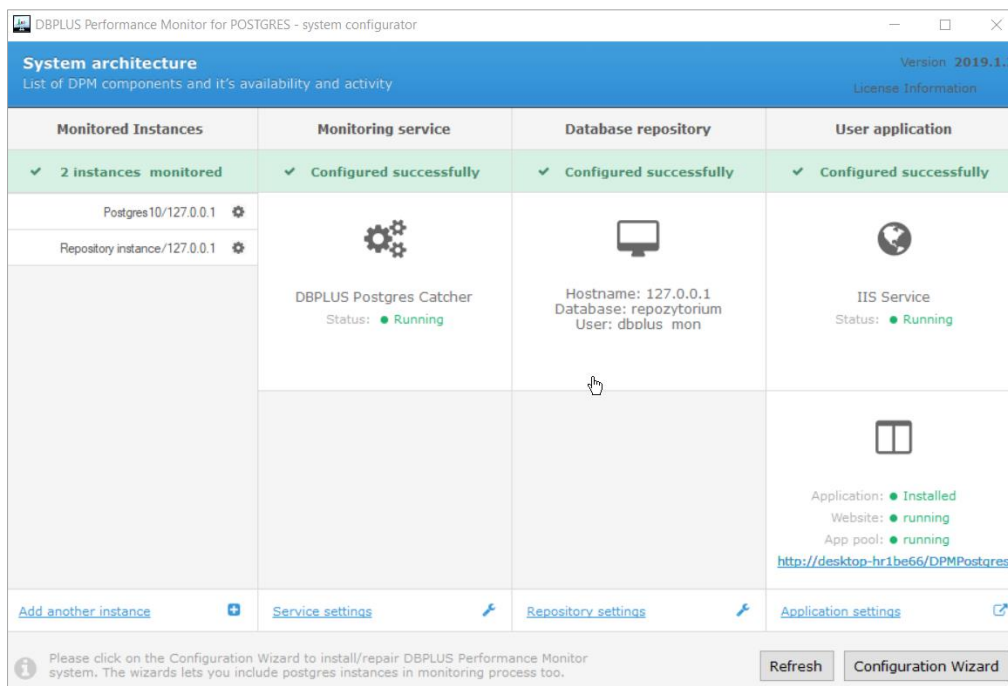 DBPLUS Performance Monitor for POSTGRES - system configurator
System architecture
List of DPM components and it's availability and activity
Version 2019.1.
License Information
Monitored Instances
Monitoring service
Database repository
User application
2 instances monitored
Configured successfully
Configured successfully
Configured successfully
Postgres10/127.0.0.1
Repository instance/127.0.0.1
DBPLUS Postgres Catcher
Status: Running
Hostname: 127.0.0.1
Database: repozytorium
User: dbplus_mon
IIS Service
Status: Running
Application: Installed
Website: running
App pool: running
http://desktop-hr1be66/DPMPostgres
Add another instance
Service settings
Repository settings
Application settings
Please click on the Configuration Wizard to install/repair DBPLUS Performance Monitor
system. The wizards lets you include postgres instances in monitoring process too.
Refresh
Configuration Wizard